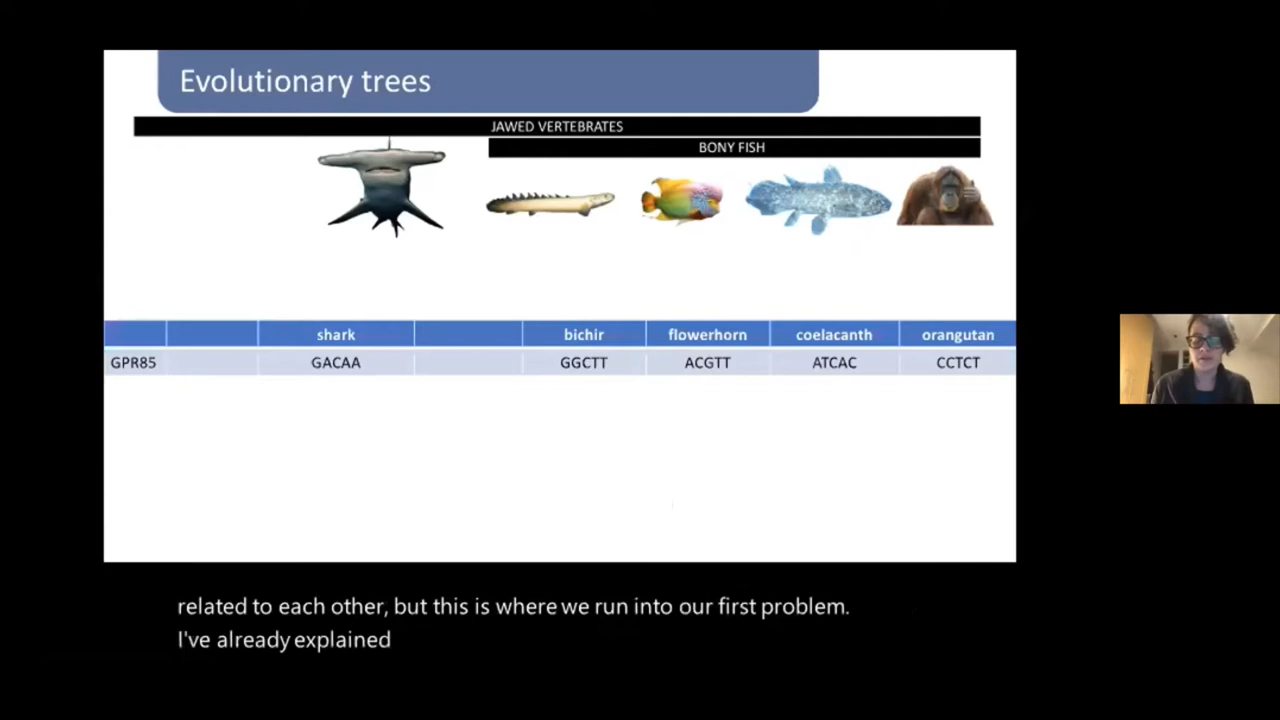 Evolutionary trees
JAWED VERTEBRATES
BONY FISH
shark bichir flowerhorn coelacanth orangutan
GPR85 GACAA GGCTT ACGTT ATCAC CCTCT
related to each other, but this is where we run into our first problem.
I've already explained